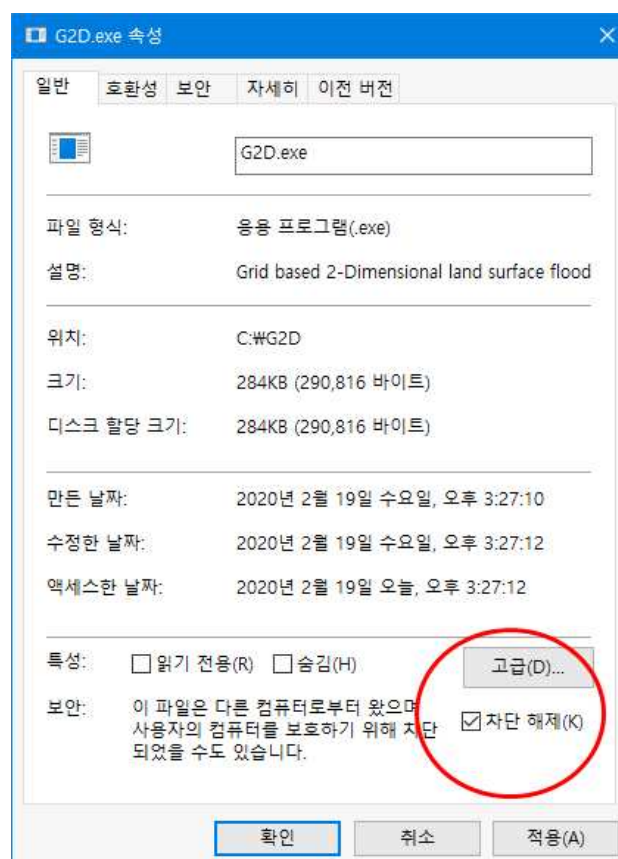 G2D.exe 속성
일반 호환성 보안 자세히 이전 버전
G2D.exe
파일 형식: 응용 프로그램(.exe)
설명: Grid based 2-Dimensional land surface flood
위치: C:₩G2D
크기: 284KB (290,816 바이트)
디스크 할당 크기: 284KB (290,816 바이트)
만든 날짜: 2020년 2월 19일 수요일, 오후 3:27:10
수정한 날짜: 2020년 2월 19일 수요일, 오후 3:27:12
액세스한 날짜: 2020년 2월 19일 오늘, 오후 3:27:12
특성: 읽기 전용(R) 숨김(H) 고급(D)...
보안: 이 파일은 다른 컴퓨터로부터 왔으며
사용자의 컴퓨터를 보호하기 위해 차단 차단 해제(K)
되었을 수도 있습니다.
확인 취소 적용(A)